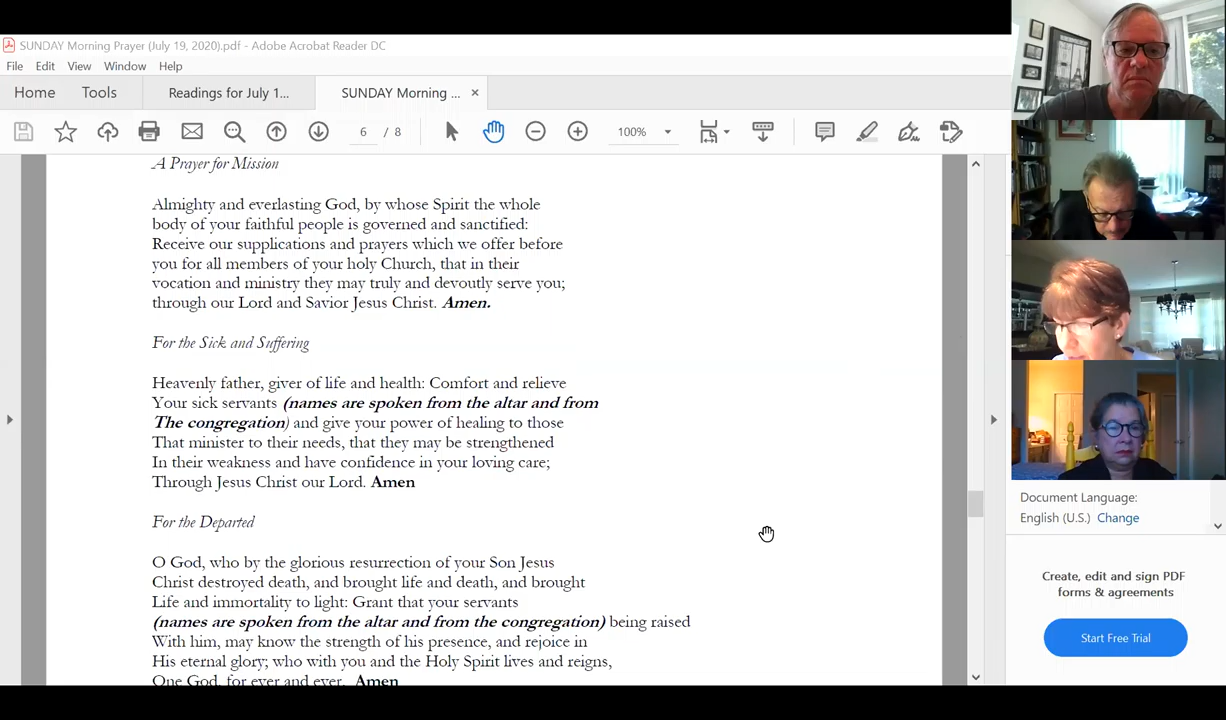 SUNDAY Morning Prayer (July 19, 2020).pdf - Adobe Acrobat Reader DC
File Edit View Window Help
Home Tools Readings for July 1... SUNDAY Morning ... ×
6 / 8 100%
A Prayer for Mission
Almighty and everlasting God, by whose Spirit the whole
body of your faithful people is governed and sanctified:
Receive our supplications and prayers which we offer before
you for all members of your holy Church, that in their
vocation and ministry they may truly and devoutly serve you;
through our Lord and Savior Jesus Christ. Amen.
For the Sick and Suffering
Heavenly father, giver of life and health: Comfort and relieve
Your sick servants (names are spoken from the altar and from
The congregation) and give your power of healing to those
That minister to their needs, that they may be strengthened
In their weakness and have confidence in your loving care;
Through Jesus Christ our Lord. Amen
For the Departed
O God, who by the glorious resurrection of your Son Jesus
Christ destroyed death, and brought life and death, and brought
Life and immortality to light: Grant that your servants
(names are spoken from the altar and from the congregation) being raised
With him, may know the strength of his presence, and rejoice in
His eternal glory; who with you and the Holy Spirit lives and reigns,
One God, for ever and ever. Amen
Document Language:
English (U.S.) Change
Create, edit and sign PDF
forms & agreements
Start Free Trial